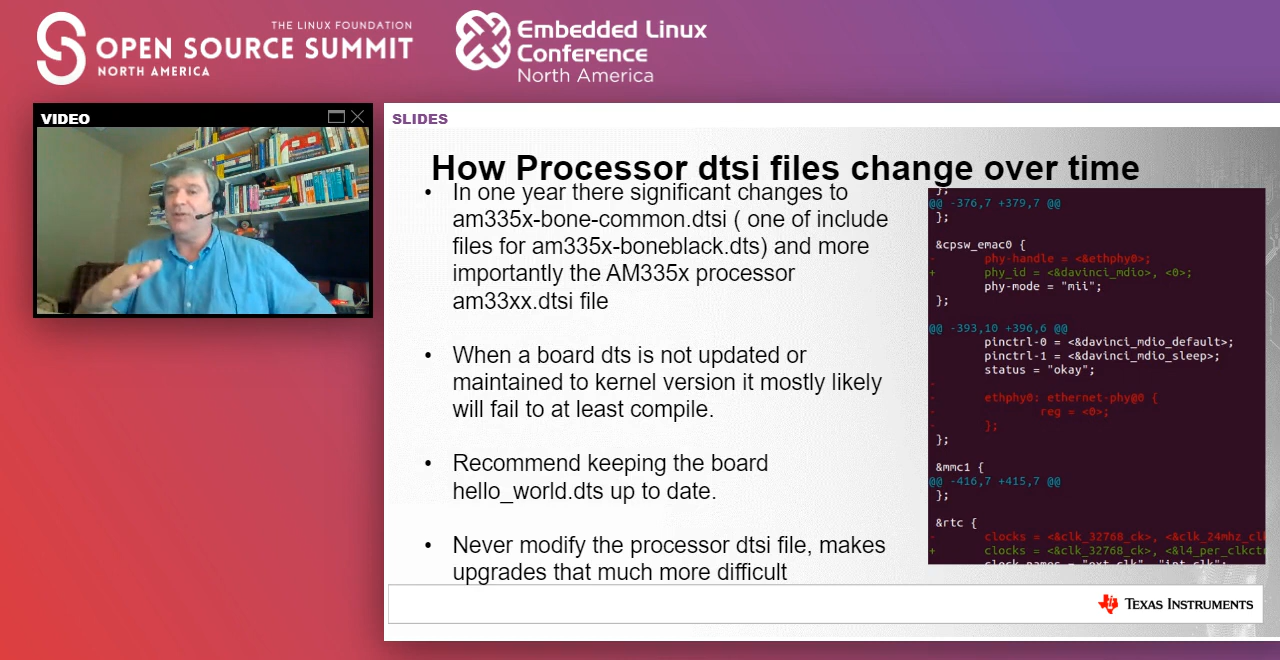 THE LINUX FOUNDATION
OPEN SOURCE SUMMIT
NORTH AMERICA
Embedded Linux
Conference
North America
VIDEO
SLIDES
How Processor dtsi files change over time
• In one year there significant changes to
am335x-bone-common.dtsi ( one of include
files for am335x-boneblack.dts) and more
importantly the AM335x processor
am33xx.dtsi file
• When a board dts is not updated or
maintained to kernel version it mostly likely
will fail to at least compile.
• Recommend keeping the board
hello_world.dts up to date.
• Never modify the processor dtsi file, makes
upgrades that much more difficult
};
@@ -376,7 +379,7 @@
};
&cpsw_emac0 {
- phy-handle = <&ethphy0>;
+ phy_id = <&davinci_mdio>, <0>;
phy-mode = "mii";
};
@@ -393,10 +396,6 @@
pinctrl-0 = <&davinci_mdio_default>;
pinctrl-1 = <&davinci_mdio_sleep>;
status = "okay";
-
- ethphy0: ethernet-phy@0 {
- reg = <0>;
- };
};
&mmc1 {
@@ -416,7 +415,7 @@
};
&rtc {
- clocks = <&clk_32768_ck>, <&clk_24mhz_cl
+ clocks = <&clk_32768_ck>, <&l4_per_clkct
clock-names = "ext-clk", "int-clk";
TEXAS INSTRUMENTS